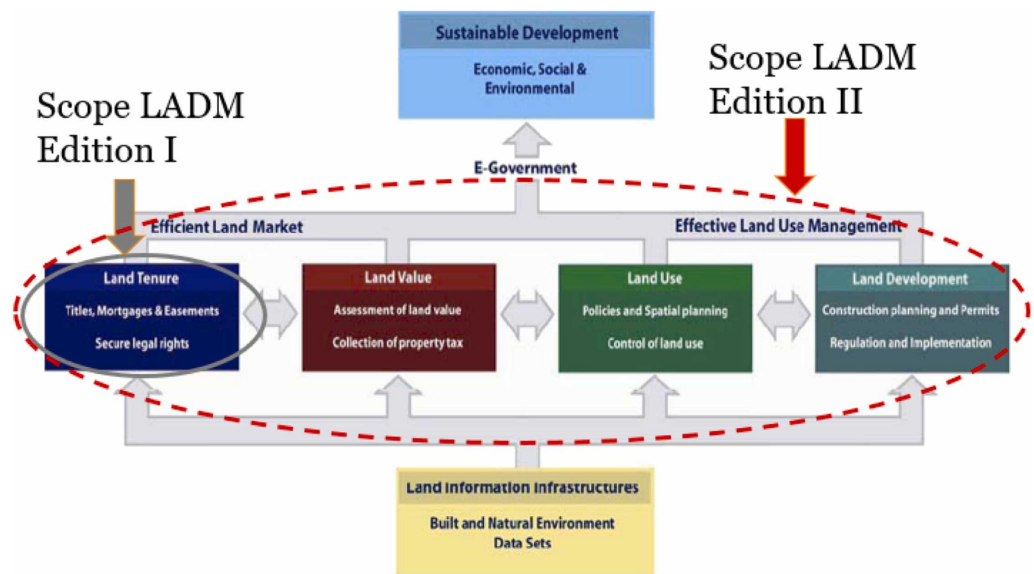 Sustainable Development
Economic, Social &
Environmental
Scope LADM
Edition I
Scope LADM
Edition II
E-Government
Efficient Land Market
Effective Land Use Management
Land Tenure
Titles, Mortgages & Easements
Secure legal rights
Land Value
Assessment of land value
Collection of property tax
Land Use
Policies and Spatial planning
Control of land use
Land Development
Construction planning and Permits
Regulation and Implementation
Land Information Infrastructures
Built and Natural Environment
Data Sets